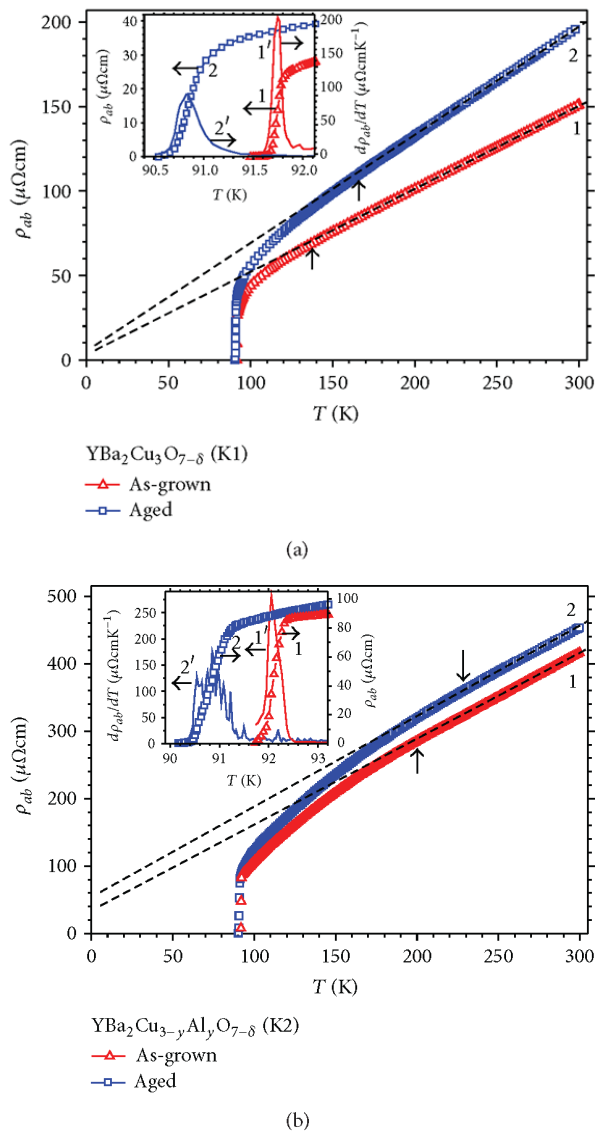 200
150
100
50
0
ρab (μΩcm)
0 50 100 150 200 250 300
T (K)
2
1
40
30
20
10
0
ρab (μΩcm)
200
150
100
50
0
dρab/dT (μΩcmK−1)
90.5 91.0 91.5 92.0
T (K)
2
1′
1
2′
YBa2Cu3O7−δ (K1)
As-grown
Aged
(a)
500
400
300
200
100
0
ρab (μΩcm)
0 50 100 150 200 250 300
T (K)
2
1
250
200
150
100
50
0
dρab/dT (μΩcmK−1)
100
80
60
40
20
0
ρab (μΩcm)
90 91 92 93
T (K)
2′
2
1′
1
YBa2Cu3−yAlyO7−δ (K2)
As-grown
Aged
(b)